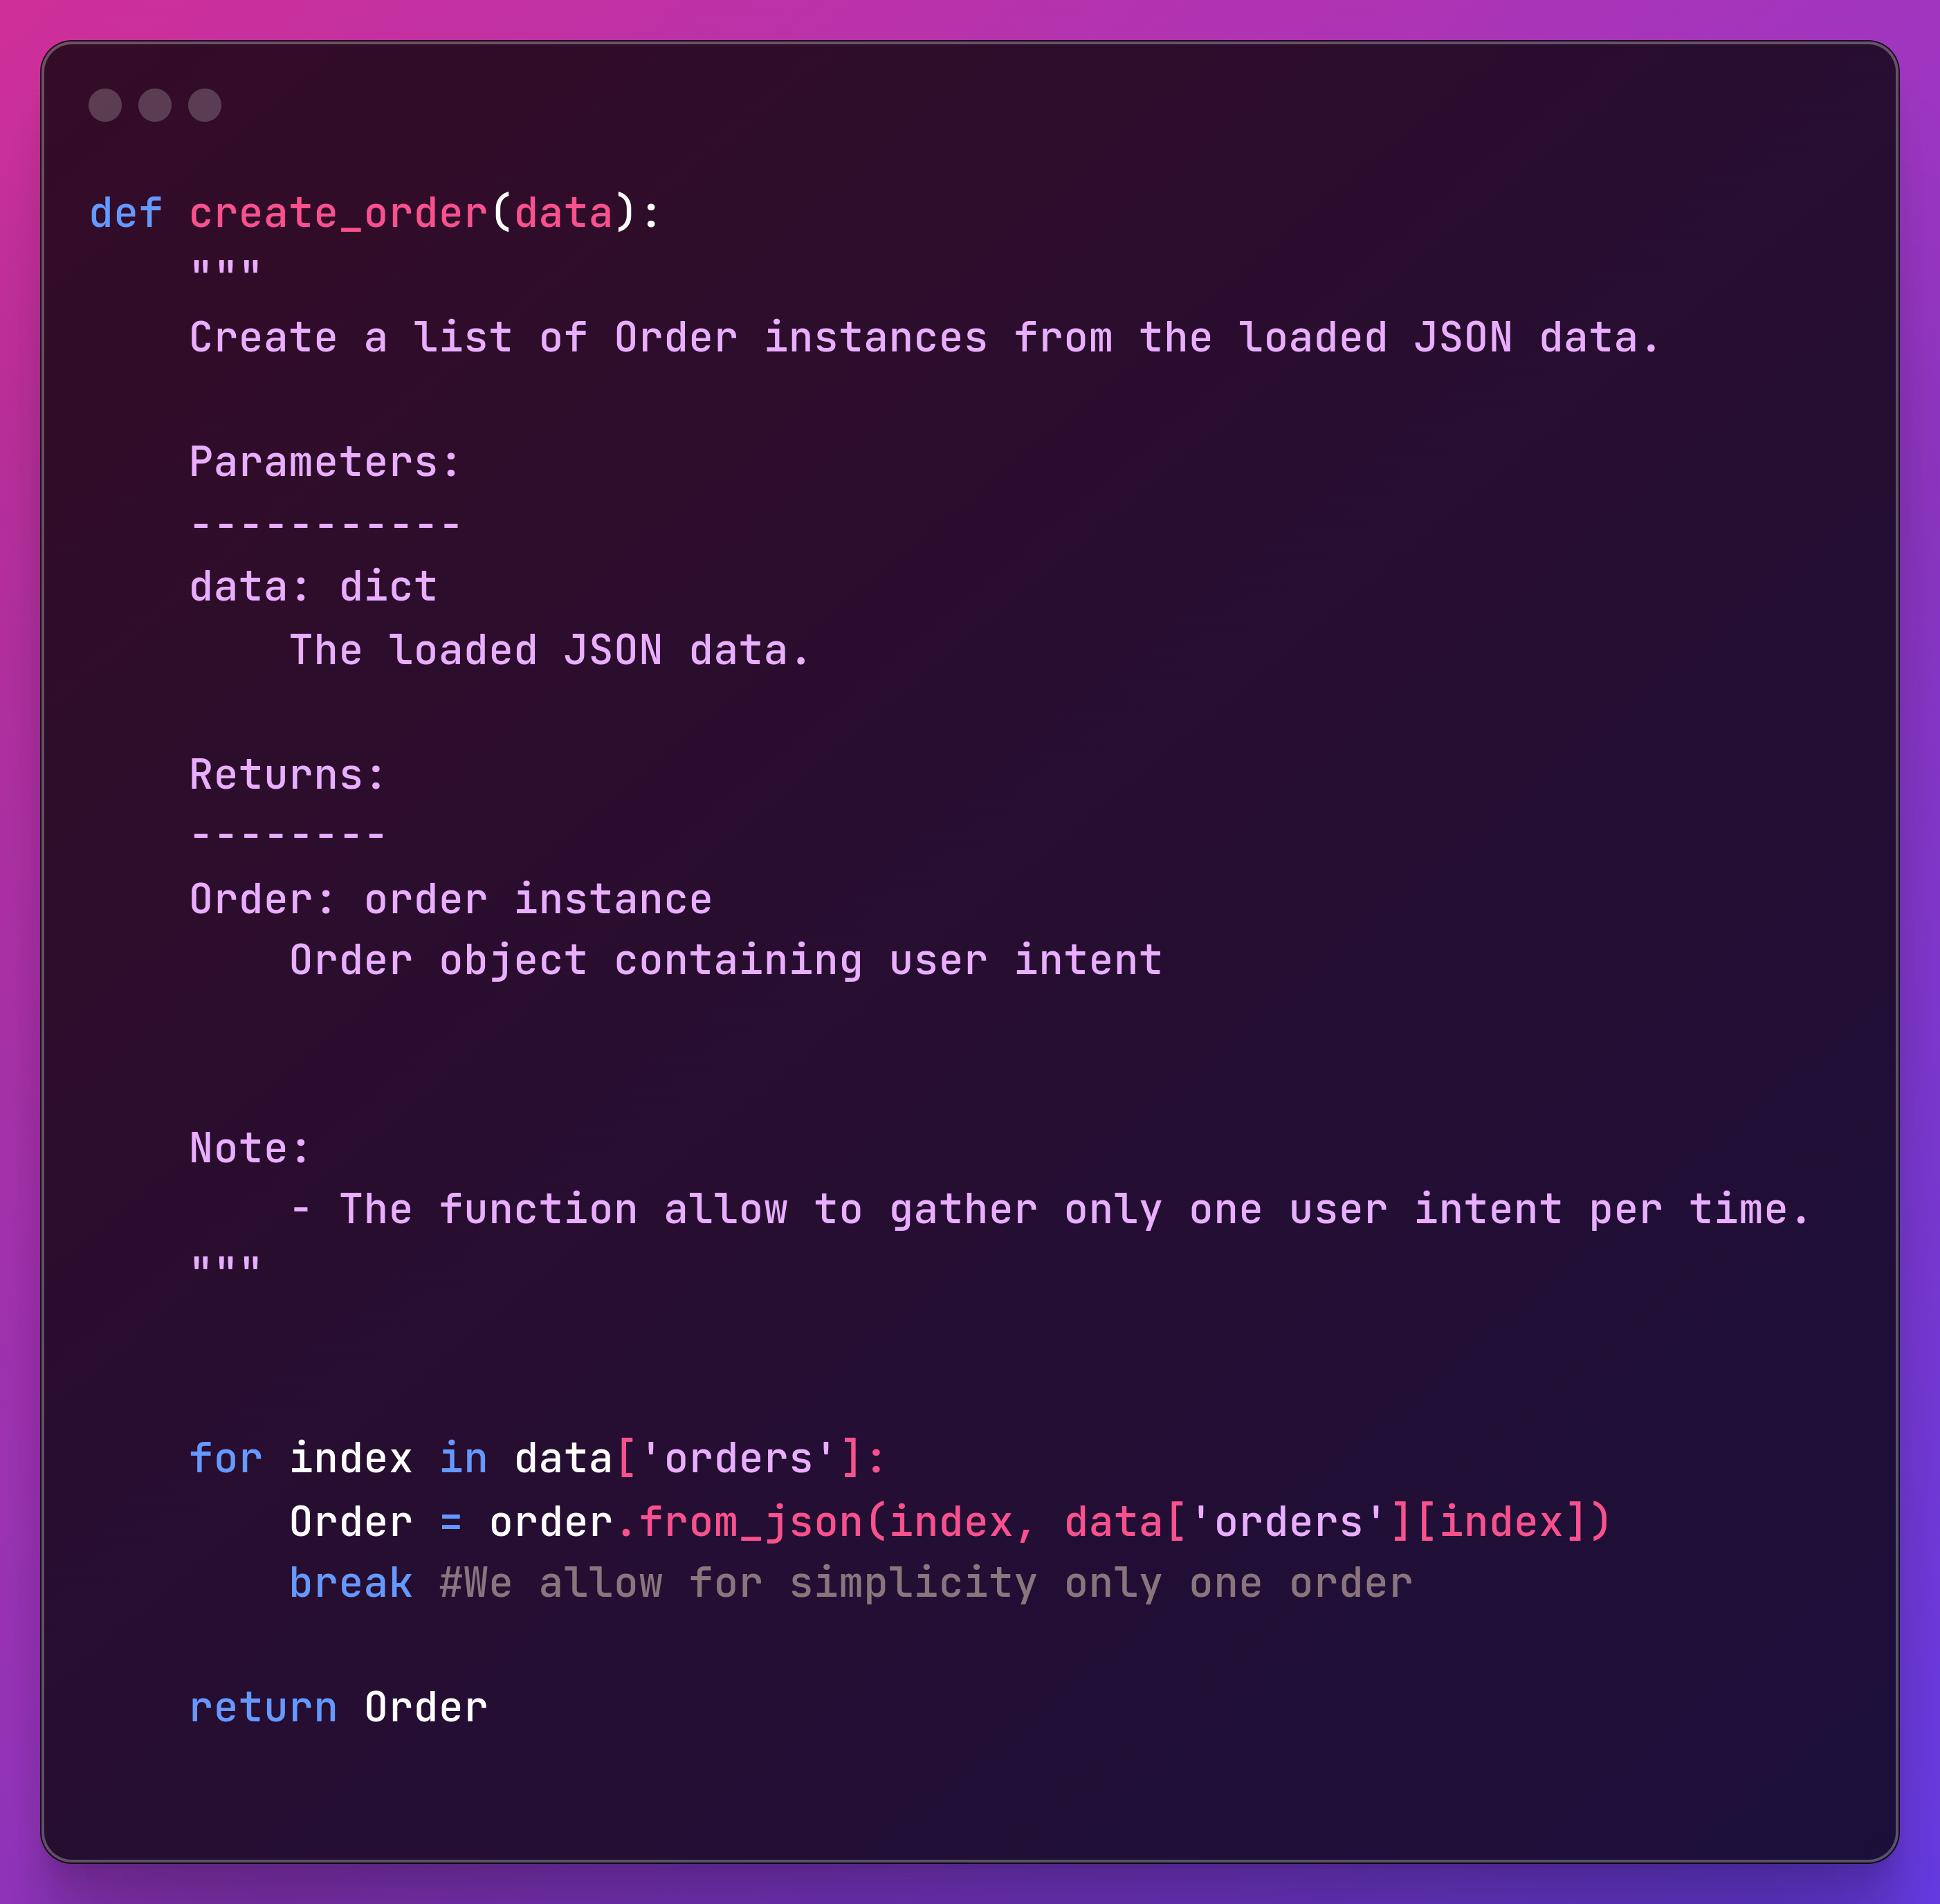 def create_order(data):
    """
    Create a list of Order instances from the loaded JSON data.

    Parameters:
    -----------
    data: dict
        The loaded JSON data.

    Returns:
    --------
    Order: order instance
        Order object containing user intent


    Note:
        - The function allow to gather only one user intent per time.
    """


    for index in data['orders']:
        Order = order.from_json(index, data['orders'][index])
        break #We allow for simplicity only one order

    return Order